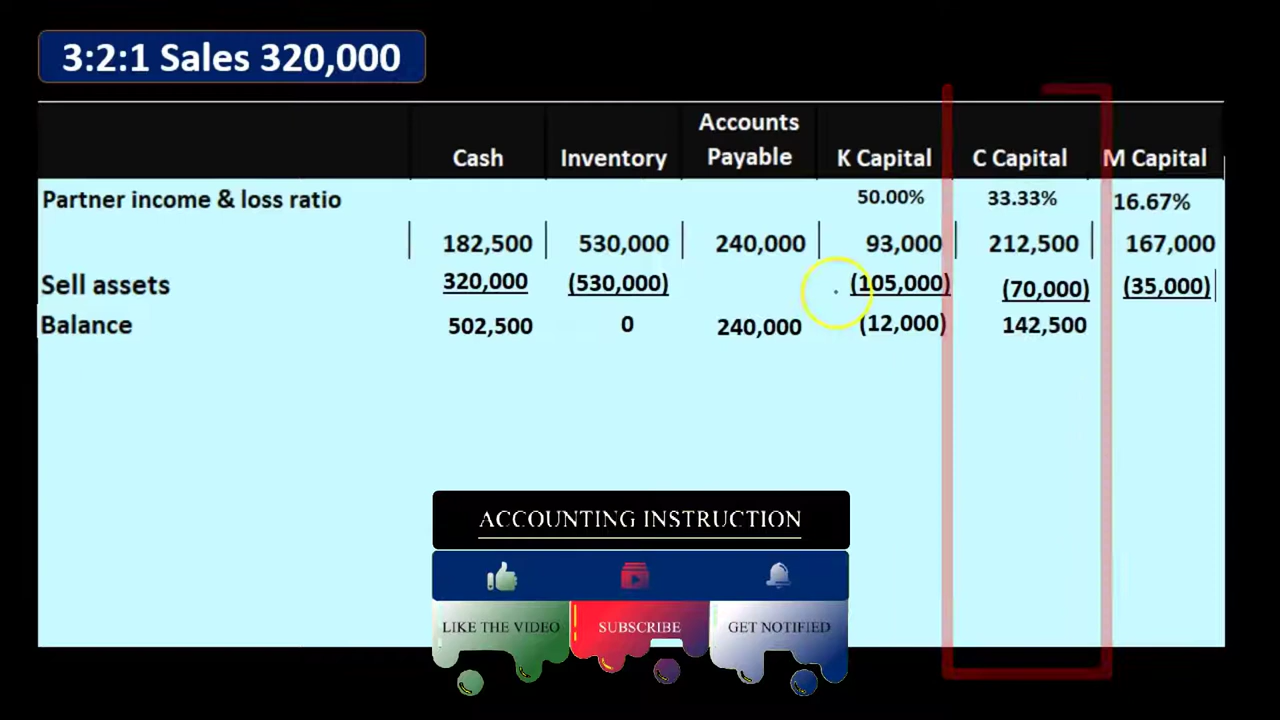 3:2:1 Sales 320,000
Cash Inventory Accounts Payable K Capital C Capital M Capital
Partner income & loss ratio 50.00% 33.33% 16.67%
182,500 530,000 240,000 93,000 212,500 167,000
Sell assets 320,000 (530,000) (105,000) (70,000) (35,000)
Balance 502,500 0 240,000 (12,000) 142,500
ACCOUNTING INSTRUCTION
LIKE THE VIDEO SUBSCRIBE GET NOTIFIED